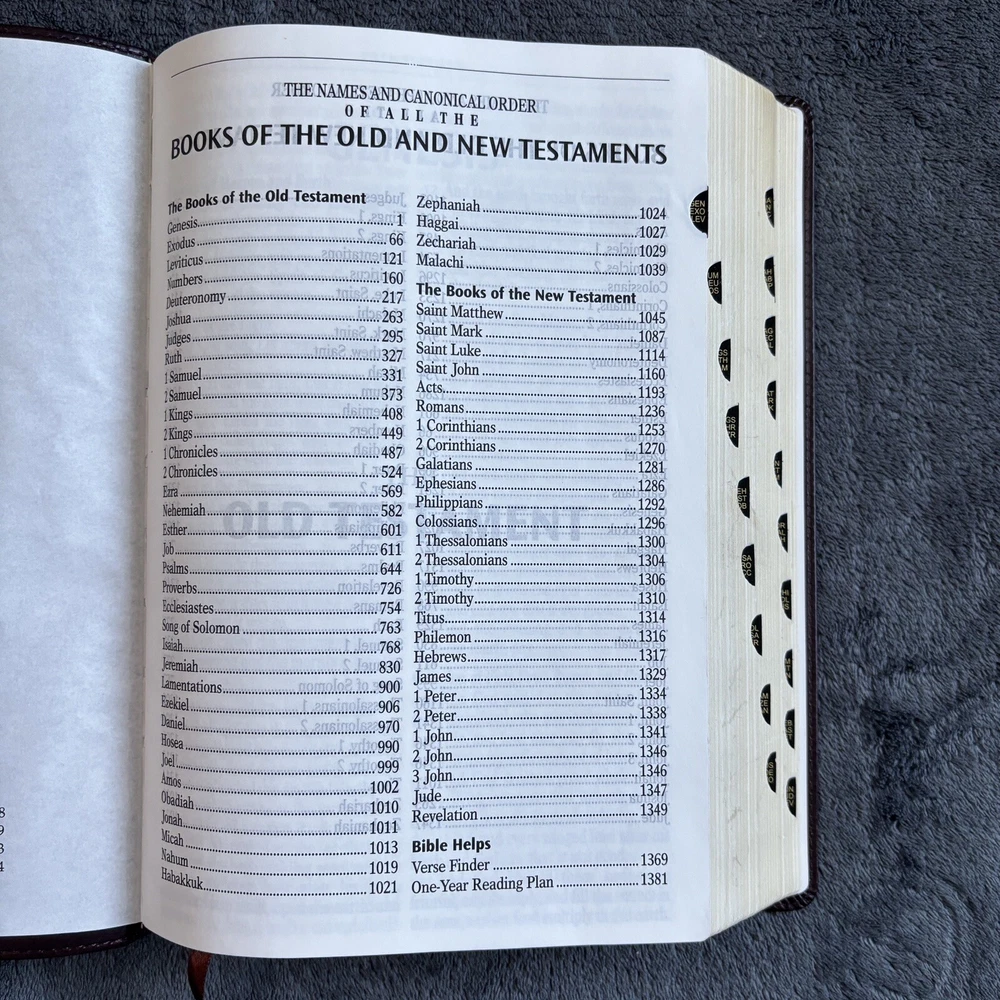 THE NAMES AND CANONICAL ORDER
OF ALL THE
BOOKS OF THE OLD AND NEW TESTAMENTS
The Books of the Old Testament
Genesis 1
Exodus 66
Leviticus 121
Numbers 160
Deuteronomy 217
Joshua 263
Judges 295
Ruth 327
1 Samuel 331
2 Samuel 373
1 Kings 408
2 Kings 449
1 Chronicles 487
2 Chronicles 524
Ezra 569
Nehemiah 582
Esther 601
Job 611
Psalms 644
Proverbs 726
Ecclesiastes 754
Song of Solomon 763
Isaiah 768
Jeremiah 830
Lamentations 900
Ezekiel 906
Daniel 970
Hosea 990
Joel 999
Amos 1002
Obadiah 1010
Jonah 1011
Micah 1013
Nahum 1019
Habakkuk 1021
Zephaniah 1024
Haggai 1027
Zechariah 1029
Malachi 1039
The Books of the New Testament
Saint Matthew 1045
Saint Mark 1087
Saint Luke 1114
Saint John 1160
Acts 1193
Romans 1236
1 Corinthians 1253
2 Corinthians 1270
Galatians 1281
Ephesians 1286
Philippians 1292
Colossians 1296
1 Thessalonians 1300
2 Thessalonians 1304
1 Timothy 1306
2 Timothy 1310
Titus 1314
Philemon 1316
Hebrews 1317
James 1329
1 Peter 1334
2 Peter 1338
1 John 1341
2 John 1346
3 John 1346
Jude 1347
Revelation 1349
Bible Helps
Verse Finder 1369
One-Year Reading Plan 1381